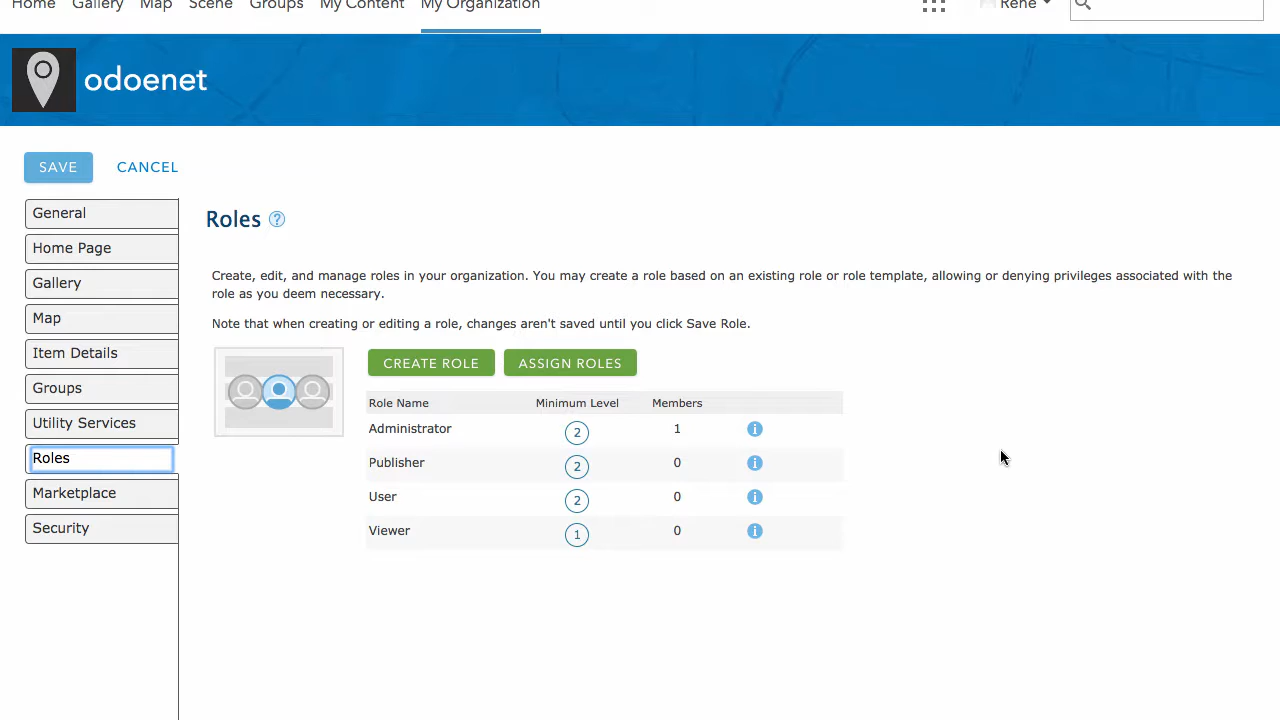 Home Gallery Map Scene Groups My Content My Organization Rene
odoenet
SAVE CANCEL
General
Home Page
Gallery
Map
Item Details
Groups
Utility Services
Roles
Marketplace
Security
Roles ?
Create, edit, and manage roles in your organization. You may create a role based on an existing role or role template, allowing or denying privileges associated with the
role as you deem necessary.
Note that when creating or editing a role, changes aren't saved until you click Save Role.
CREATE ROLE ASSIGN ROLES
Role Name Minimum Level Members
Administrator 2 1 i
Publisher 2 0 i
User 2 0 i
Viewer 1 0 i